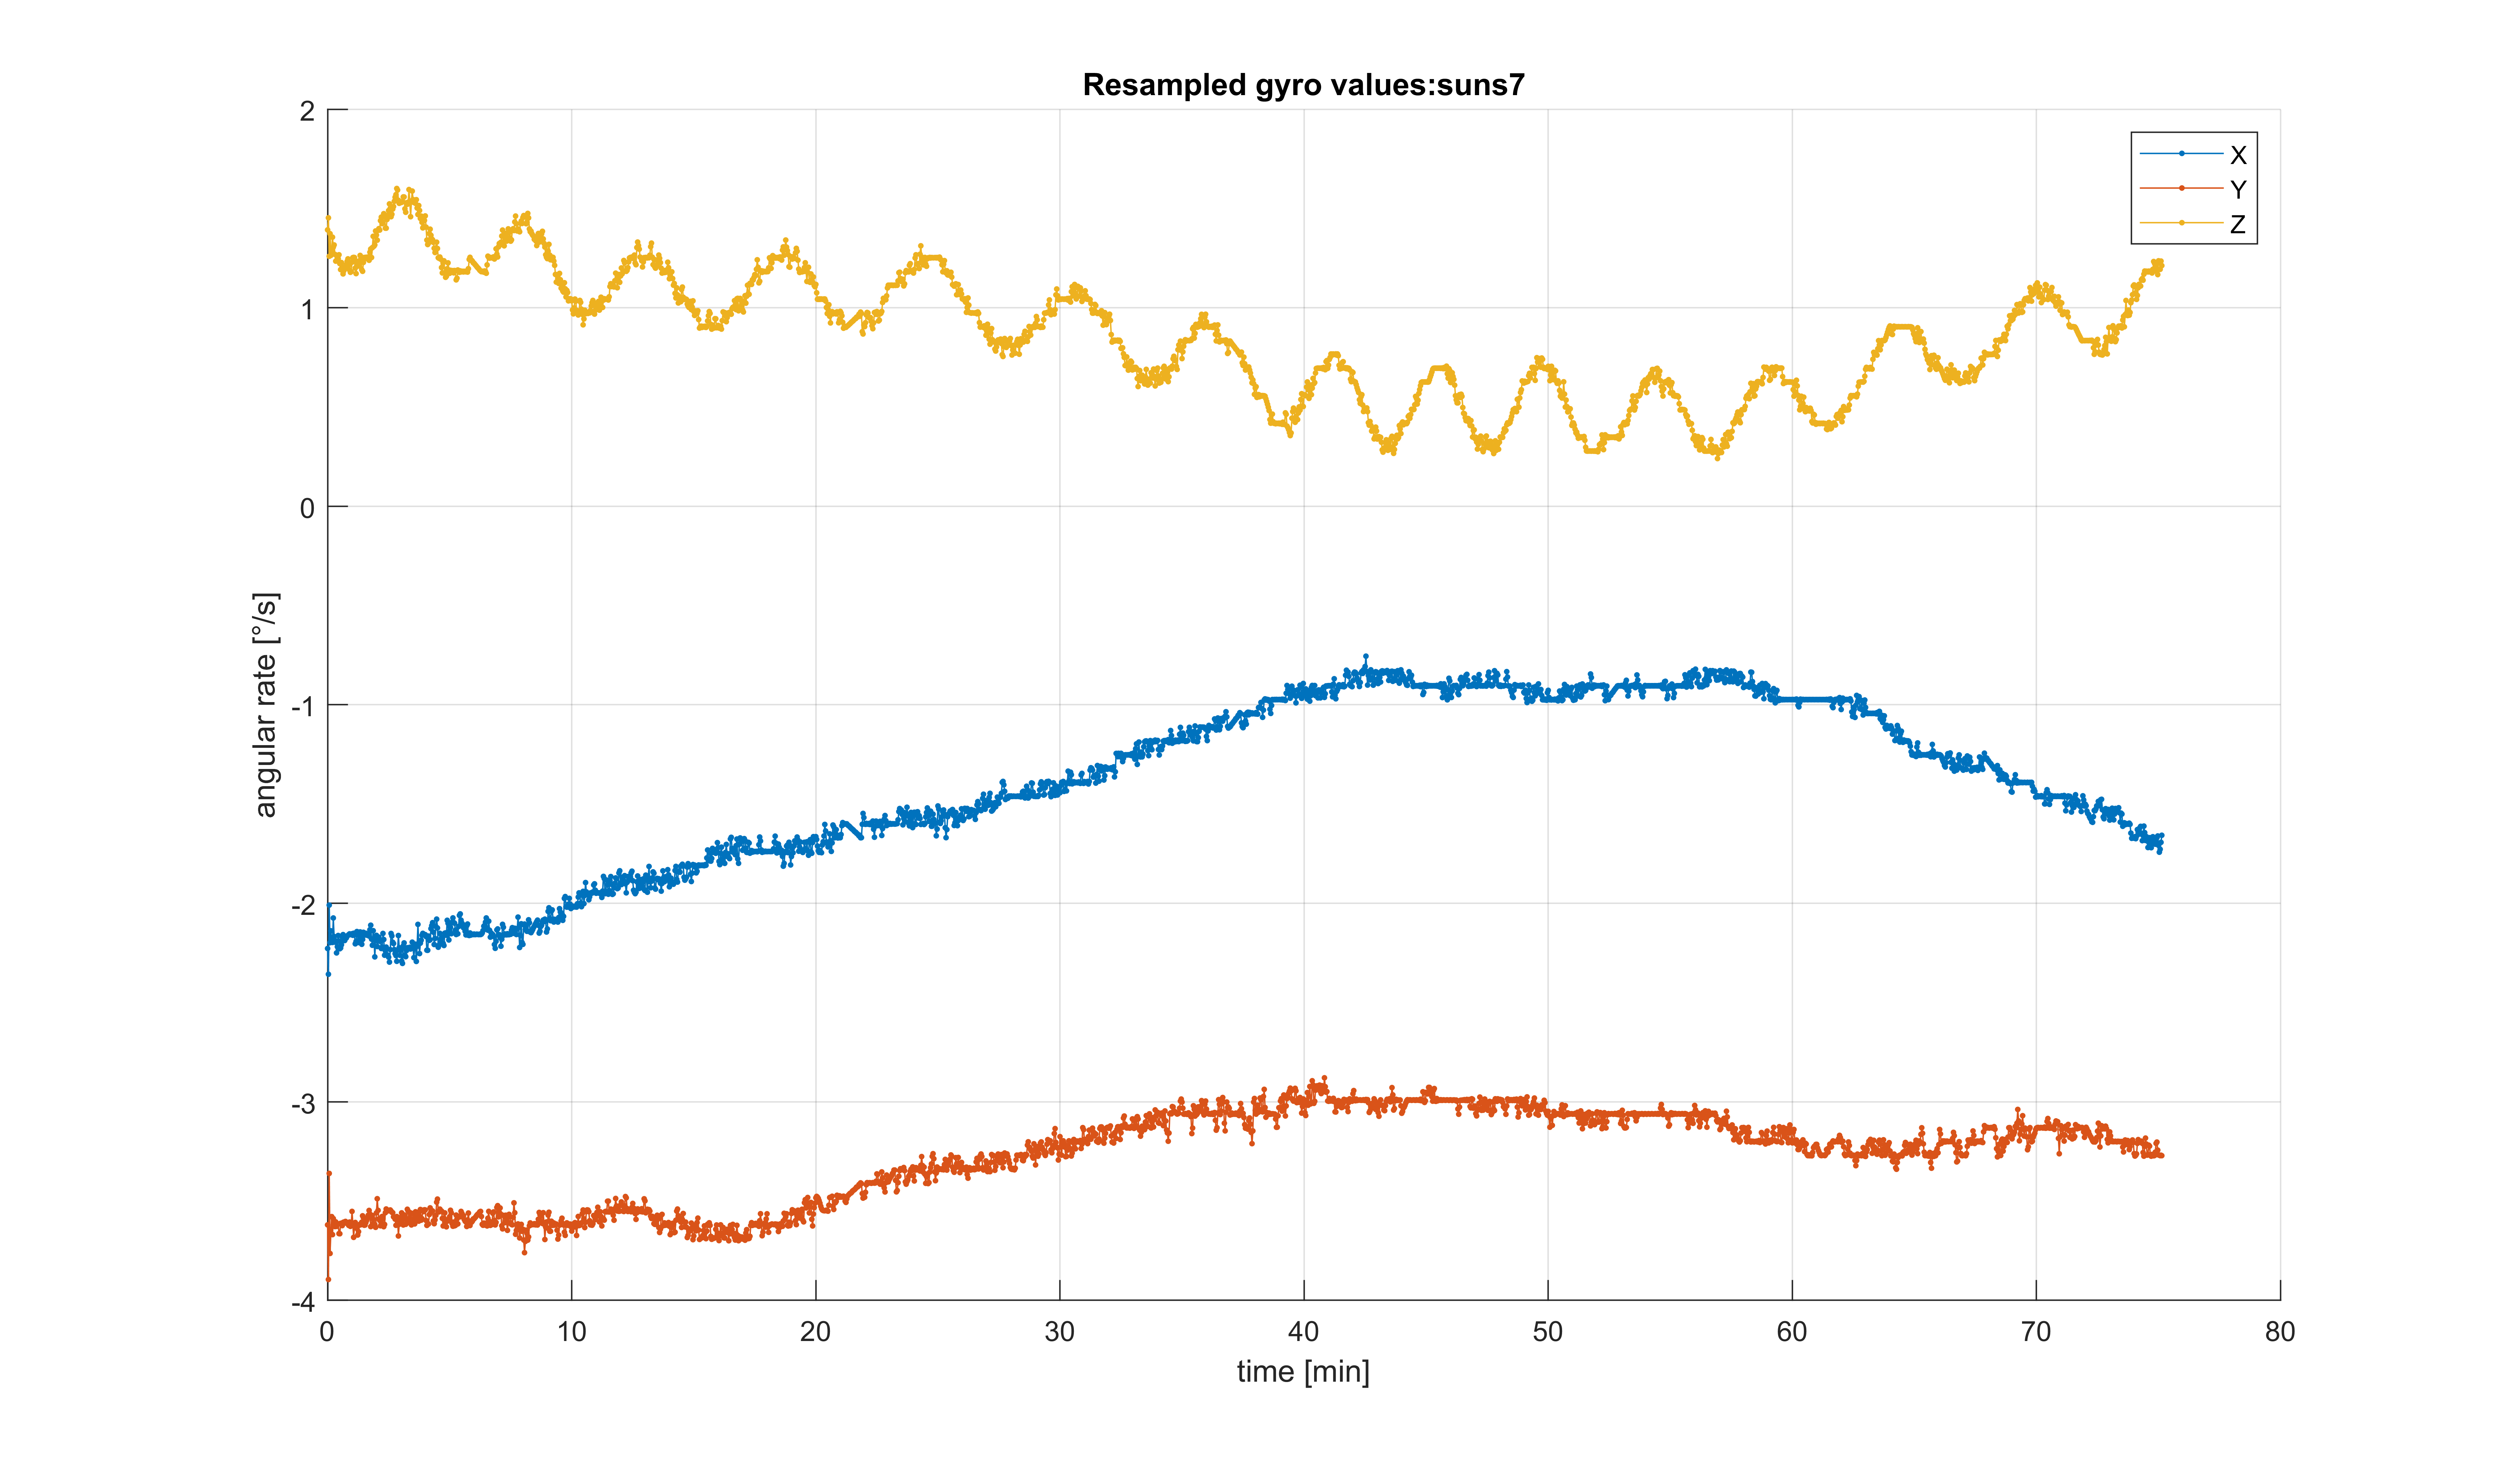 Resampled gyro values:suns7
X
Y
Z
2
1
0
-1
-2
-3
-4
angular rate [°/s]
0 10 20 30 40 50 60 70 80
time [min]